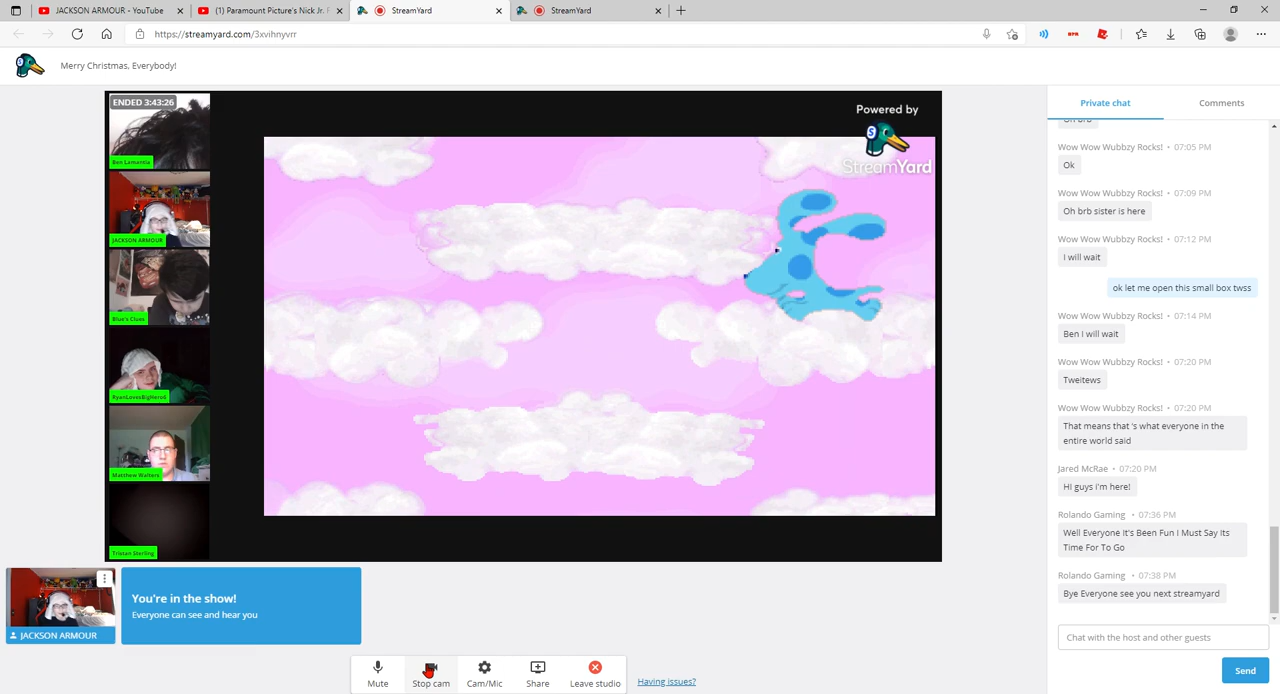 JACKSON ARMOUR - YouTube
(1) Paramount Picture's Nick Jr. F
StreamYard
StreamYard
https://streamyard.com/3xvihnyvrr
Merry Christmas, Everybody!
ENDED 3:43:26
Ben Lamantia
JACKSON ARMOUR
Blue's Clues
RyanLovesBigHero6
Matthew Walters
Tristan Sterling
Powered by
StreamYard
JACKSON ARMOUR
You're in the show!
Everyone can see and hear you
Mute
Stop cam
Cam/Mic
Share
Leave studio
Having issues?
Private chat
Comments
Oh brb
Wow Wow Wubbzy Rocks! • 07:05 PM
Ok
Wow Wow Wubbzy Rocks! • 07:09 PM
Oh brb sister is here
Wow Wow Wubbzy Rocks! • 07:12 PM
I will wait
ok let me open this small box twss
Wow Wow Wubbzy Rocks! • 07:14 PM
Ben I will wait
Wow Wow Wubbzy Rocks! • 07:20 PM
Tweitews
Wow Wow Wubbzy Rocks! • 07:20 PM
That means that 's what everyone in the
entire world said
Jared McRae • 07:20 PM
HI guys i'm here!
Rolando Gaming • 07:36 PM
Well Everyone It's Been Fun I Must Say Its
Time For To Go
Rolando Gaming • 07:38 PM
Bye Everyone see you next streamyard
Chat with the host and other guests
Send